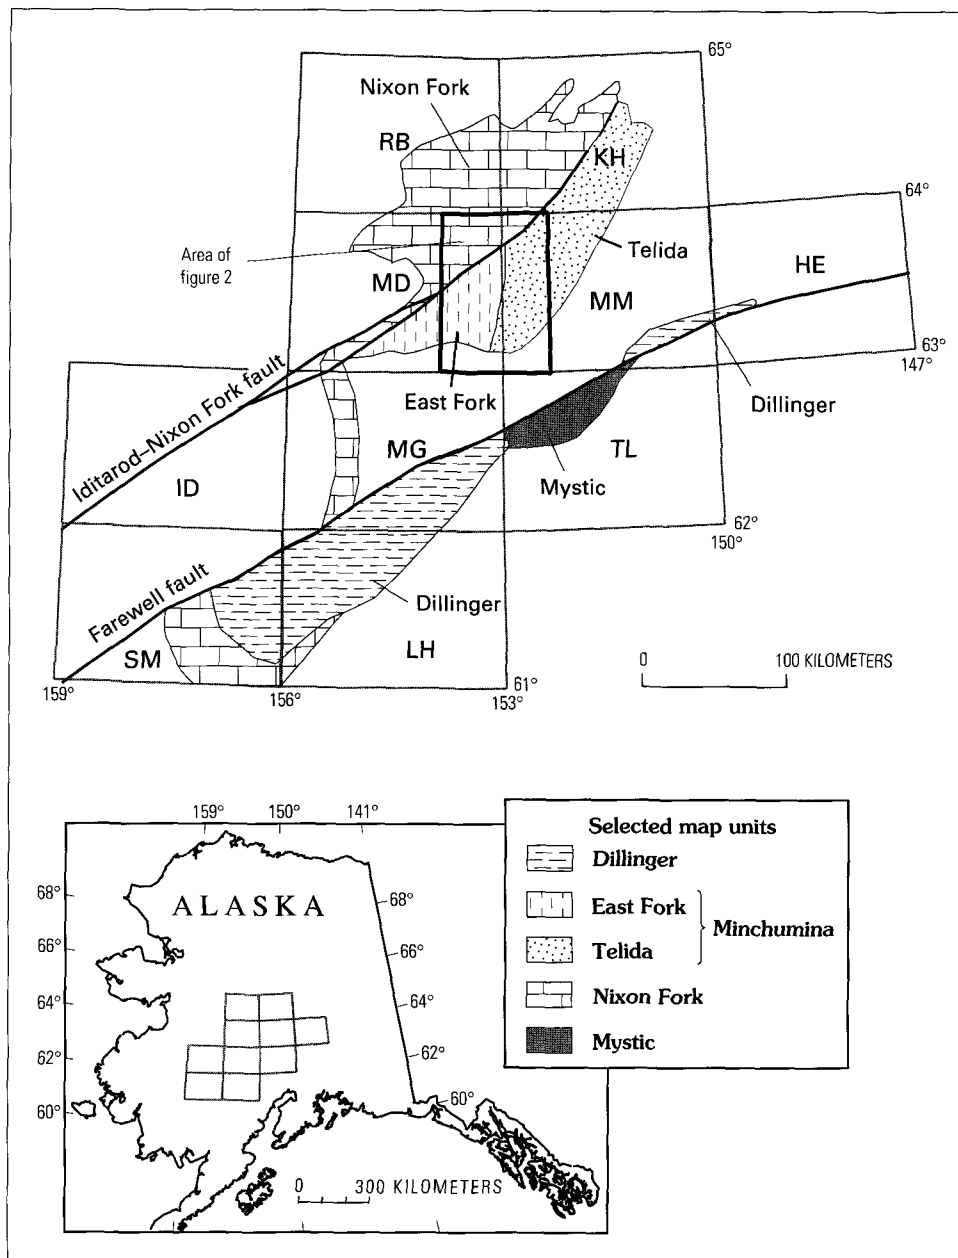 65°
Nixon Fork
RB
KH
64°
Area of
figure 2
Telida
HE
MD
MM
63°
147°
Iditarod–Nixon Fork fault
East Fork
Dillinger
MG
TL
ID
Mystic
62°
150°
Farewell fault
Dillinger
SM
LH
0 100 KILOMETERS
159°
156°
61°
153°
159° 150° 141°
Selected map units
Dillinger
East Fork
Minchumina
Telida
Nixon Fork
Mystic
ALASKA
68°
68°
66°
66°
64°
64°
62°
62°
60°
60°
0 300 KILOMETERS